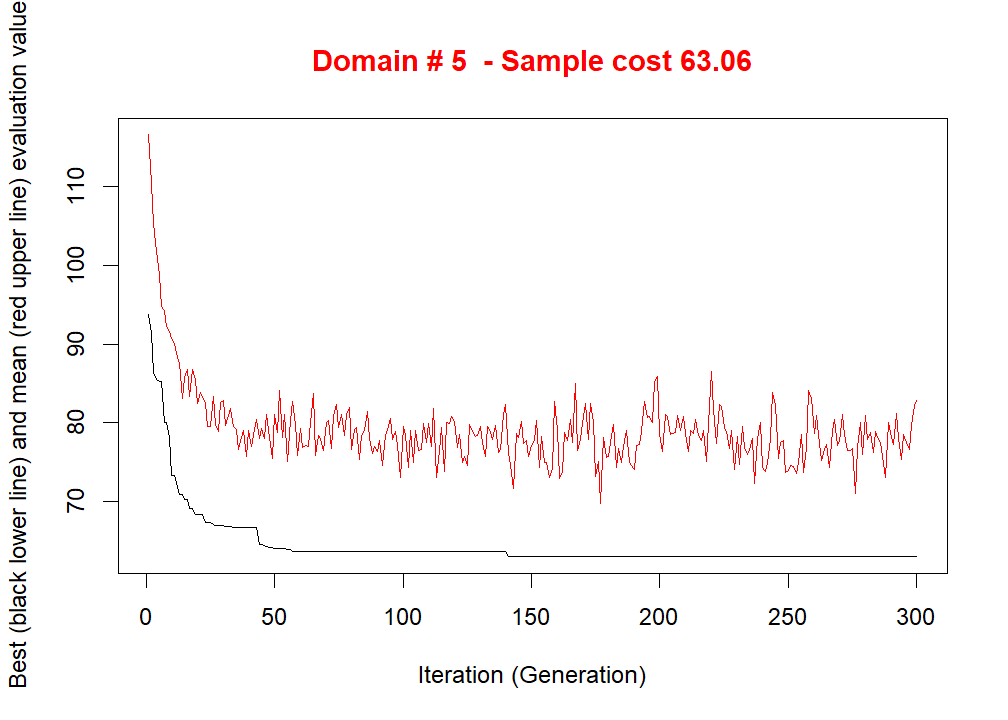 Domain # 5  - Sample cost 63.06
Best (black lower line) and mean (red upper line) evaluation value
110
100
90
80
70
0 50 100 150 200 250 300
Iteration (Generation)